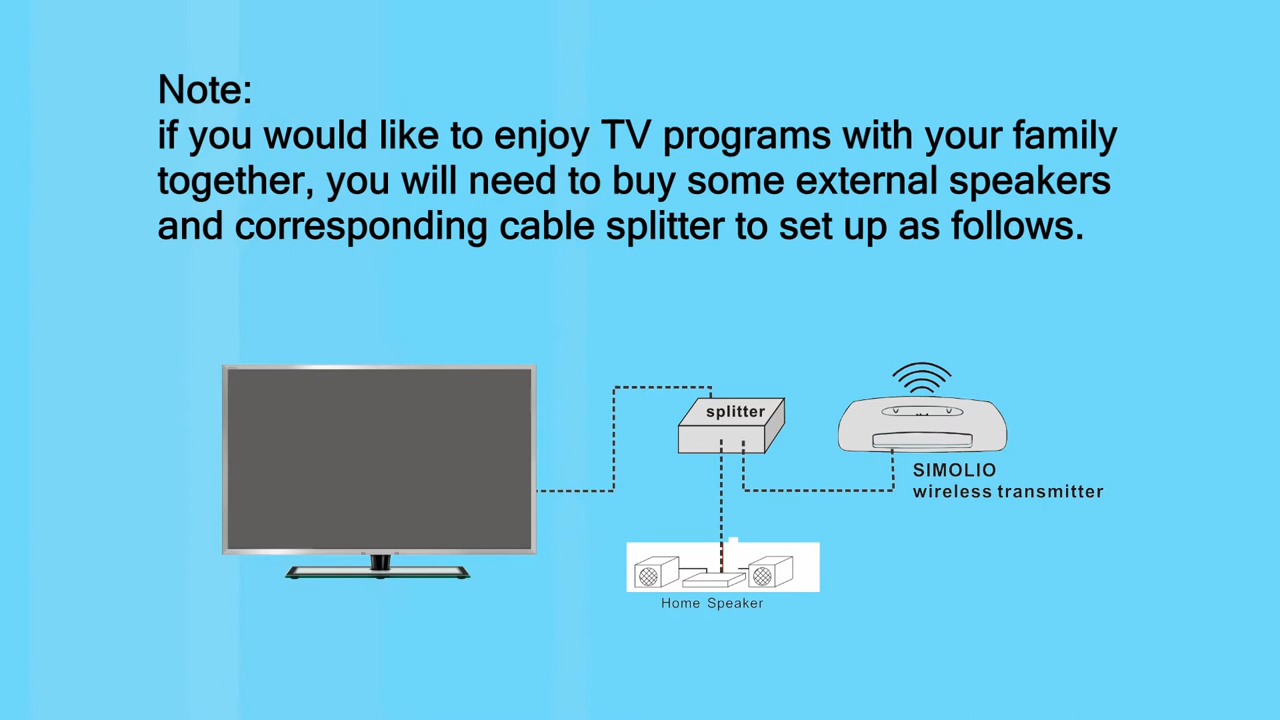 Note:
if you would like to enjoy TV programs with your family
together, you will need to buy some external speakers
and corresponding cable splitter to set up as follows.
splitter
SIMOLIO
wireless transmitter
Home Speaker